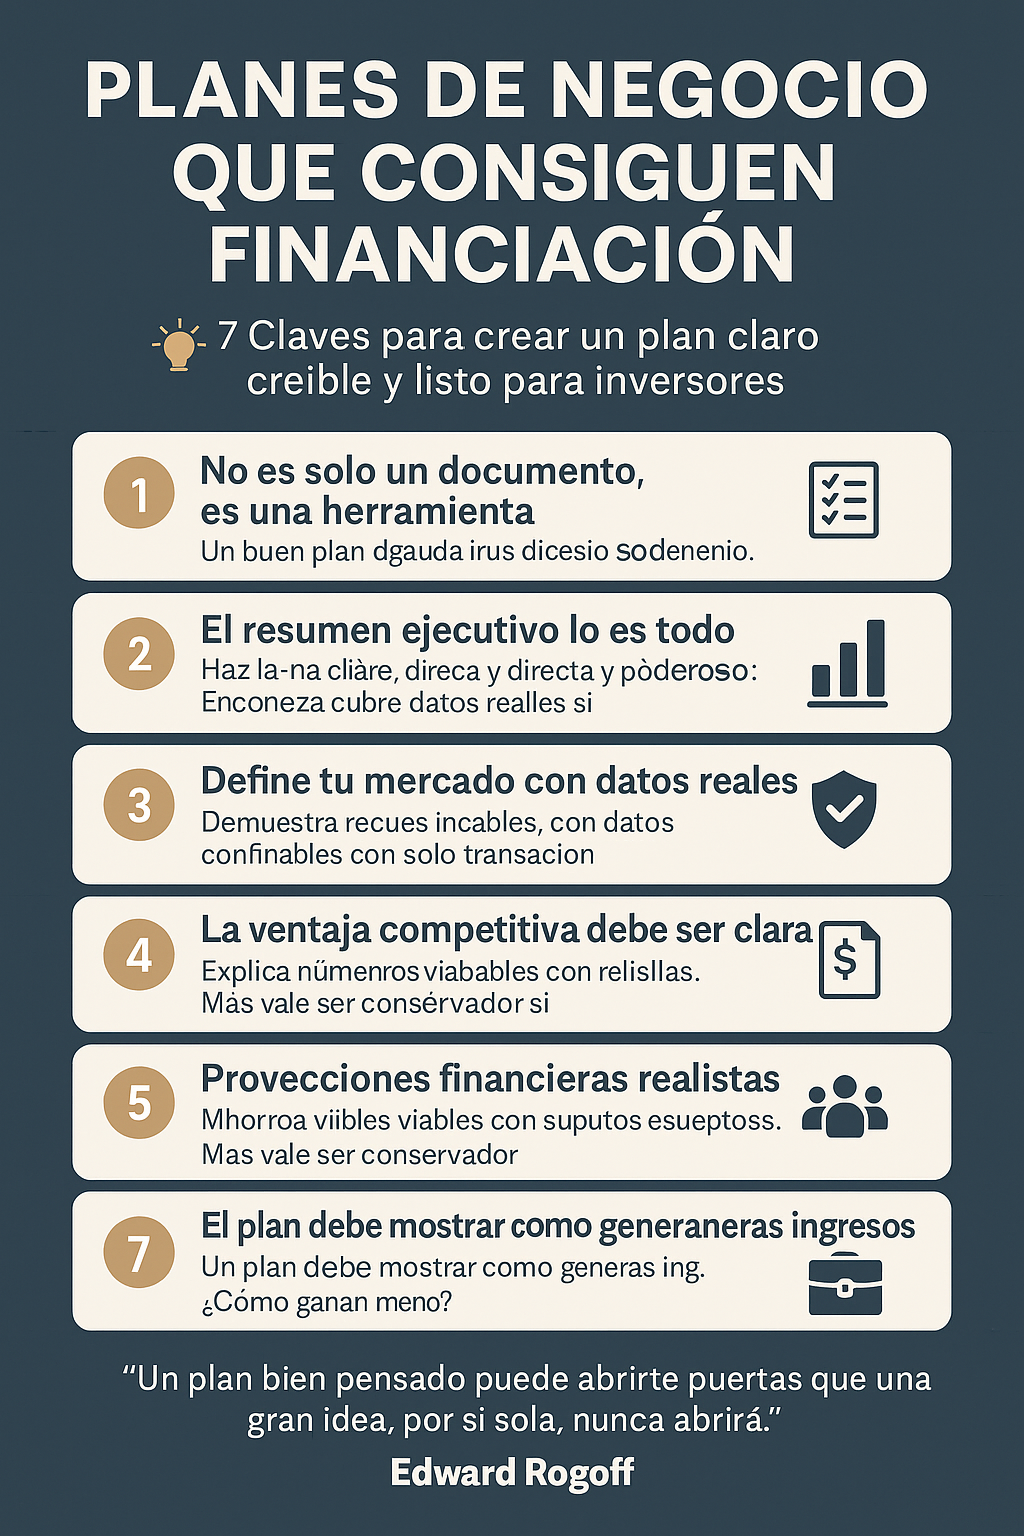 PLANES DE NEGOCIO
QUE CONSIGUEN
FINANCIACIÓN
7 Claves para crear un plan claro
creible y listo para inversores
1
No es solo un documento,
es una herramienta
Un buen plan dgauda irus dicesio sodenenio.
2
El resumen ejecutivo lo es todo
Haz la-na cliàre, direca y directa y pòderoso:
Enconeza cubre datos realles si
3
Define tu mercado con datos reales
Demuestra recues incables, con datos
confinables con solo transacion
4
La ventaja competitiva debe ser clara
$
Explica nűmenros viabables con relisllas.
Màs vale ser consérvador si
5
Provecciones financieras realistas
Mhorroa viibles viables con suputos esueptoss.
Mas vale ser conservador
7
El plan debe mostrar como generaneras ingresos
Un plan debe mostrar como generas ing.
¿Cómo ganan meno?
“Un plan bien pensado puede abrirte puertas que una
gran idea, por si sola, nunca abrirá.”
Edward Rogoff